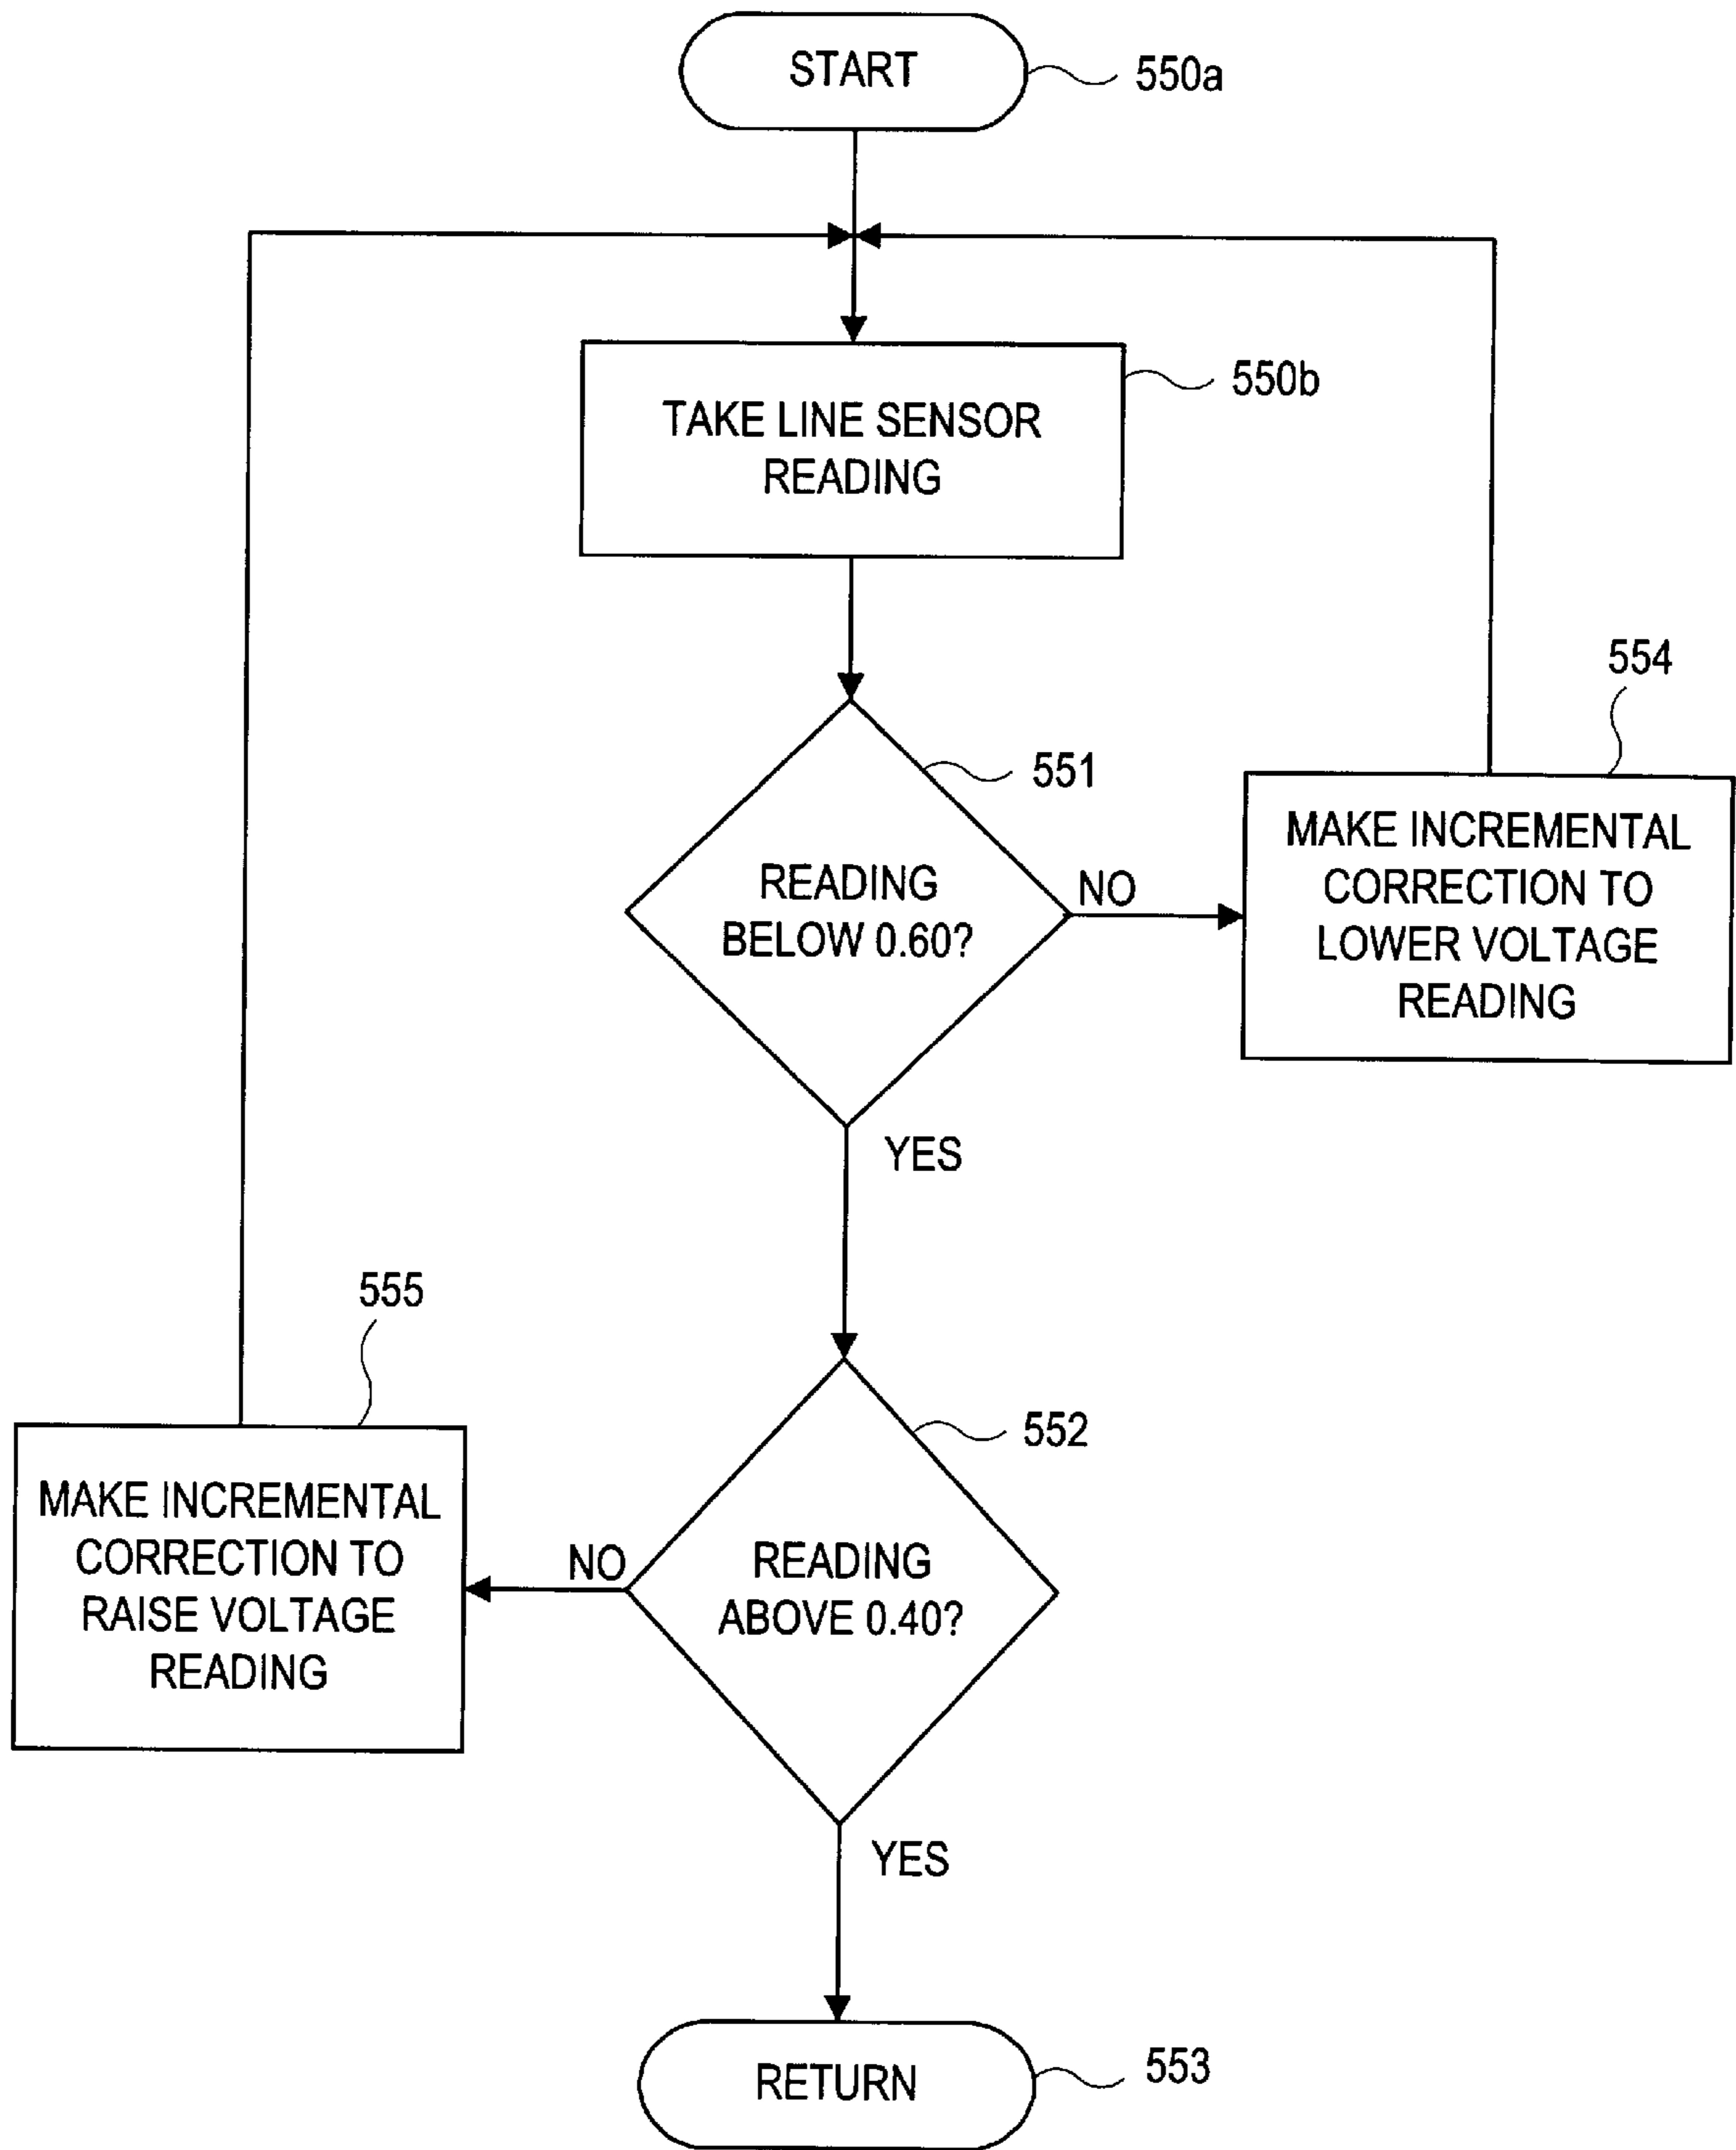 START
550a
TAKE LINE SENSOR
READING
550b
READING
BELOW 0.60?
551
NO
MAKE INCREMENTAL
CORRECTION TO
LOWER VOLTAGE
READING
554
YES
READING
ABOVE 0.40?
552
NO
MAKE INCREMENTAL
CORRECTION TO
RAISE VOLTAGE
READING
555
YES
RETURN
553